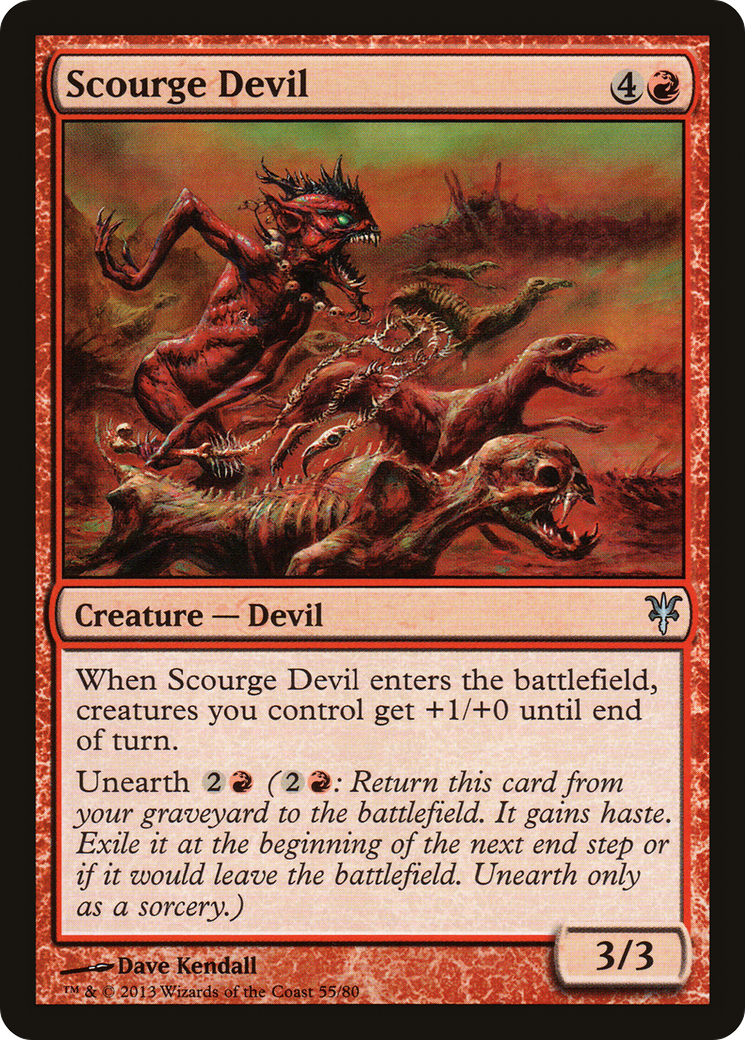 Scourge Devil 4
Creature — Devil
When Scourge Devil enters the battlefield,
creatures you control get +1/+0 until end
of turn.
Unearth 2 (2: Return this card from
your graveyard to the battlefield. It gains haste.
Exile it at the beginning of the next end step or
if it would leave the battlefield. Unearth only
as a sorcery.)
3/3
Dave Kendall
™ & © 2013 Wizards of the Coast 55/80